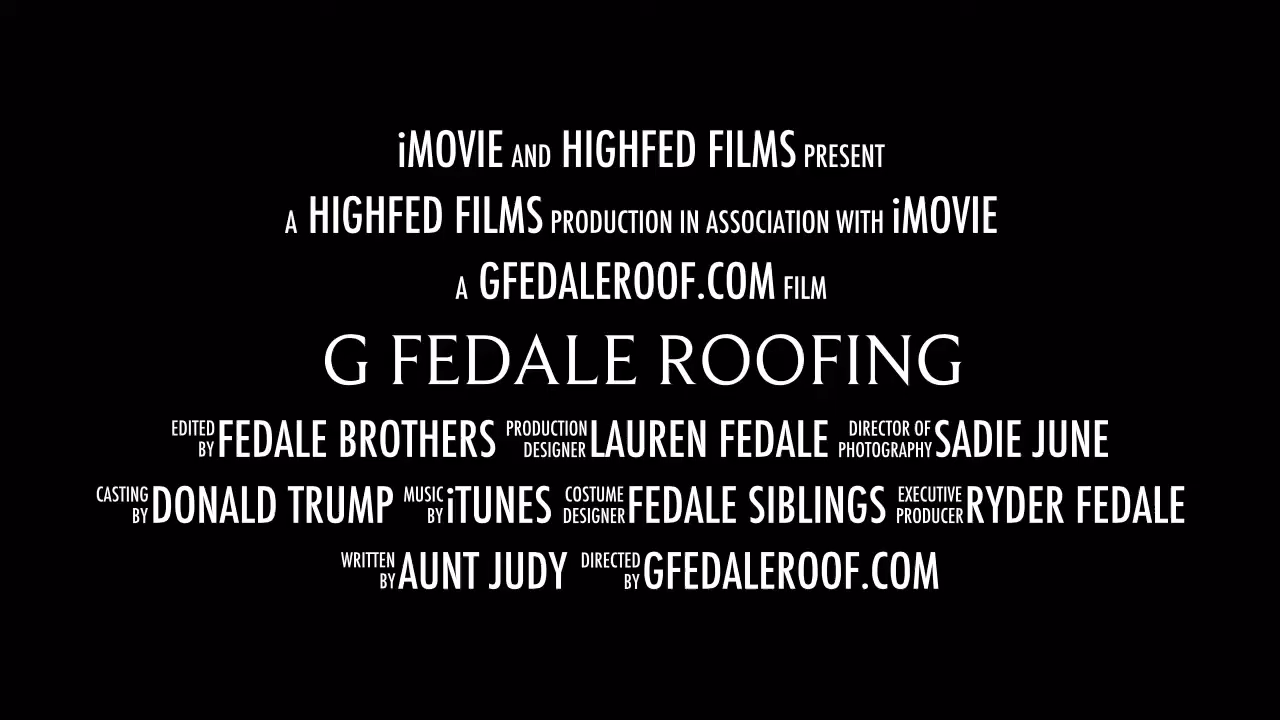 iMOVIE AND HIGHFED FILMS PRESENT
A HIGHFED FILMS PRODUCTION IN ASSOCIATION WITH iMOVIE
A GFEDALEROOF.COM FILM
G FEDALE ROOFING
EDITED BY FEDALE BROTHERS PRODUCTION DESIGNER LAUREN FEDALE DIRECTOR OF PHOTOGRAPHY SADIE JUNE
CASTING BY DONALD TRUMP MUSIC BY iTUNES COSTUME DESIGNER FEDALE SIBLINGS EXECUTIVE PRODUCER RYDER FEDALE
WRITTEN BY AUNT JUDY DIRECTED BY GFEDALEROOF.COM